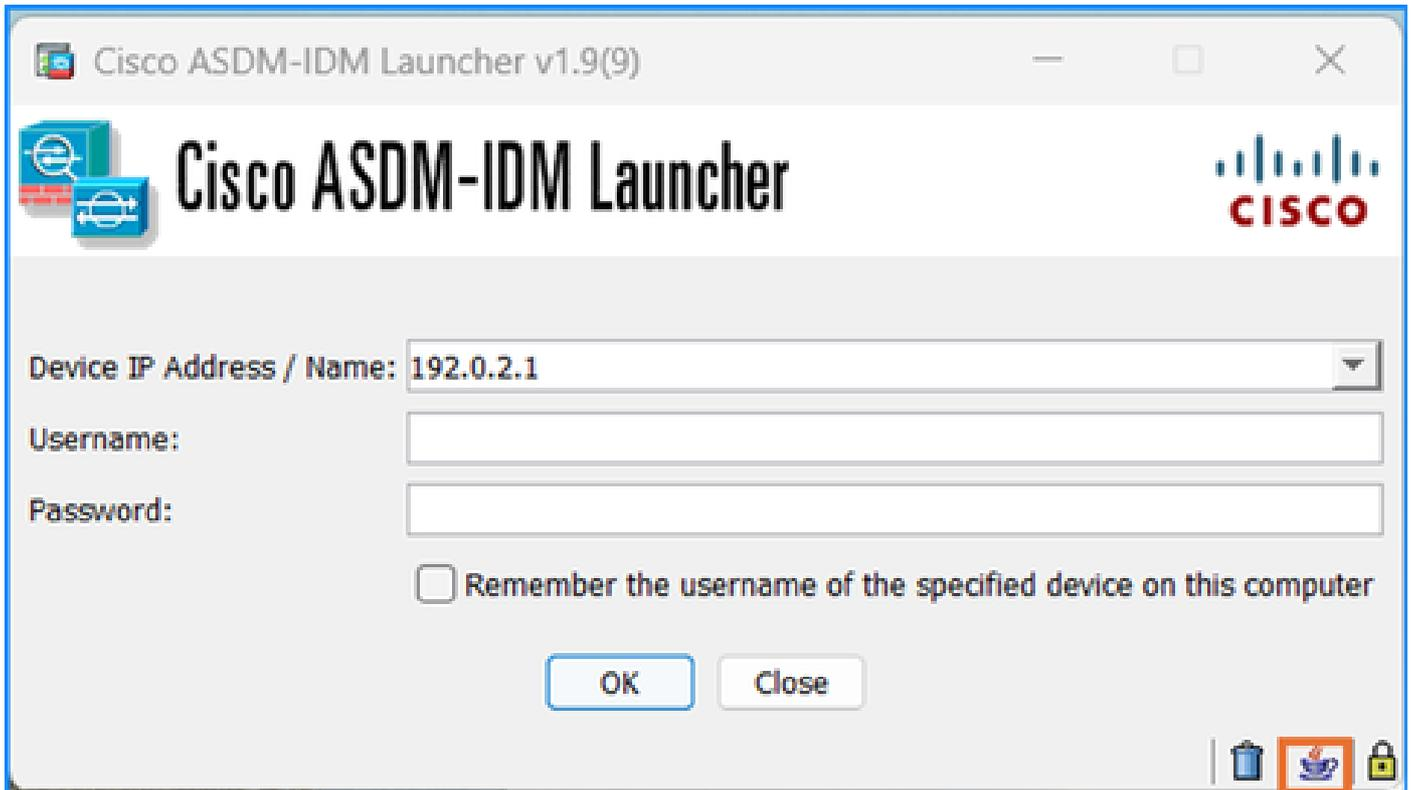 Cisco ASDM-IDM Launcher v1.9(9)
Cisco ASDM-IDM Launcher
CISCO
Device IP Address / Name: 192.0.2.1
Username:
Password:
Remember the username of the specified device on this computer
OK Close